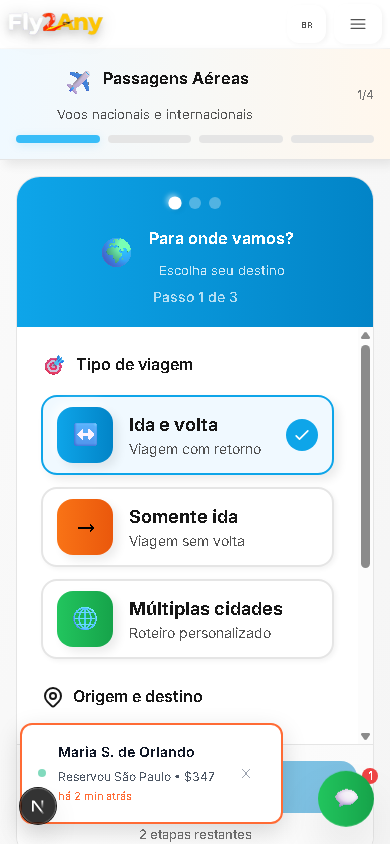 Fly2Any
BR
Passagens Aéreas
Voos nacionais e internacionais
1/4
Para onde vamos?
Escolha seu destino
Passo 1 de 3
Tipo de viagem
Ida e volta
Viagem com retorno
Somente ida
Viagem sem volta
Múltiplas cidades
Roteiro personalizado
Origem e destino
Maria S. de Orlando
Reservou São Paulo • $347
há 2 min atrás
N
1
2 etapas restantes